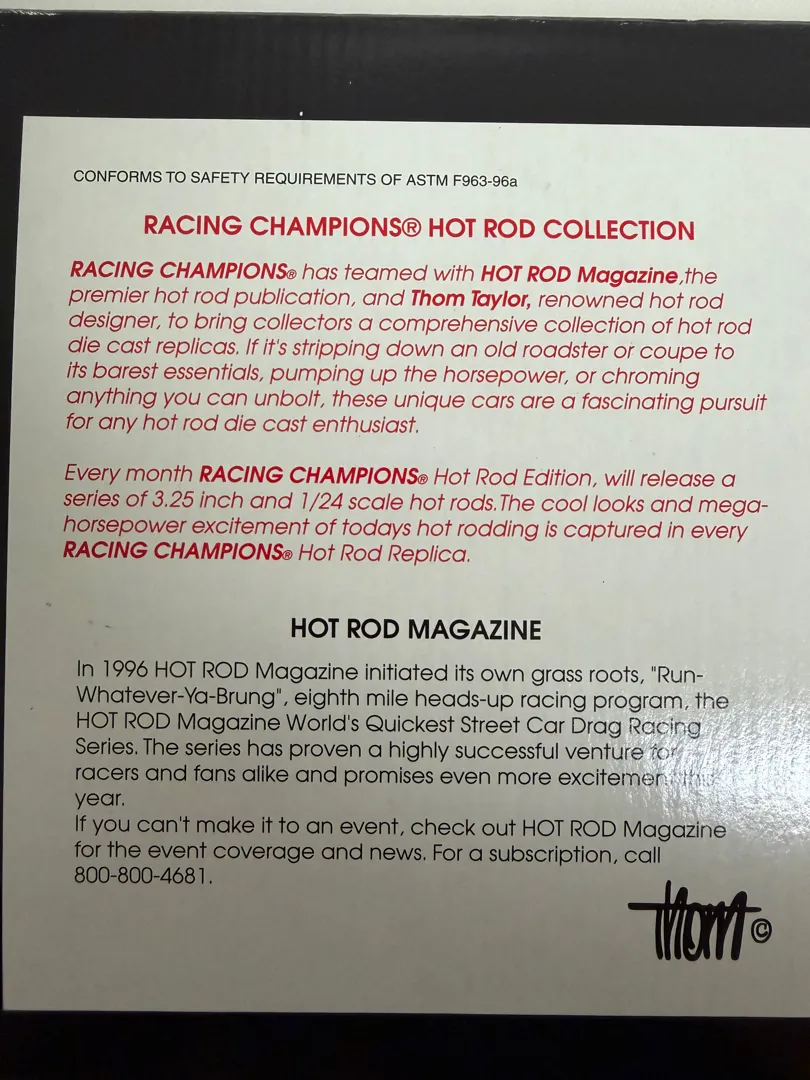 CONFORMS TO SAFETY REQUIREMENTS OF ASTM F963-96a
RACING CHAMPIONS® HOT ROD COLLECTION
RACING CHAMPIONS® has teamed with HOT ROD Magazine,the
premier hot rod publication, and Thom Taylor, renowned hot rod
designer, to bring collectors a comprehensive collection of hot rod
die cast replicas. If it's stripping down an old roadster or coupe to
its barest essentials, pumping up the horsepower, or chroming
anything you can unbolt, these unique cars are a fascinating pursuit
for any hot rod die cast enthusiast.
Every month RACING CHAMPIONS® Hot Rod Edition, will release a
series of 3.25 inch and 1/24 scale hot rods.The cool looks and mega-
horsepower excitement of todays hot rodding is captured in every
RACING CHAMPIONS® Hot Rod Replica.
HOT ROD MAGAZINE
In 1996 HOT ROD Magazine initiated its own grass roots, "Run-
Whatever-Ya-Brung", eighth mile heads-up racing program, the
HOT ROD Magazine World's Quickest Street Car Drag Racing
Series. The series has proven a highly successful venture for
racers and fans alike and promises even more excitement this
year.
If you can't make it to an event, check out HOT ROD Magazine
for the event coverage and news. For a subscription, call
800-800-4681.
Thom ©